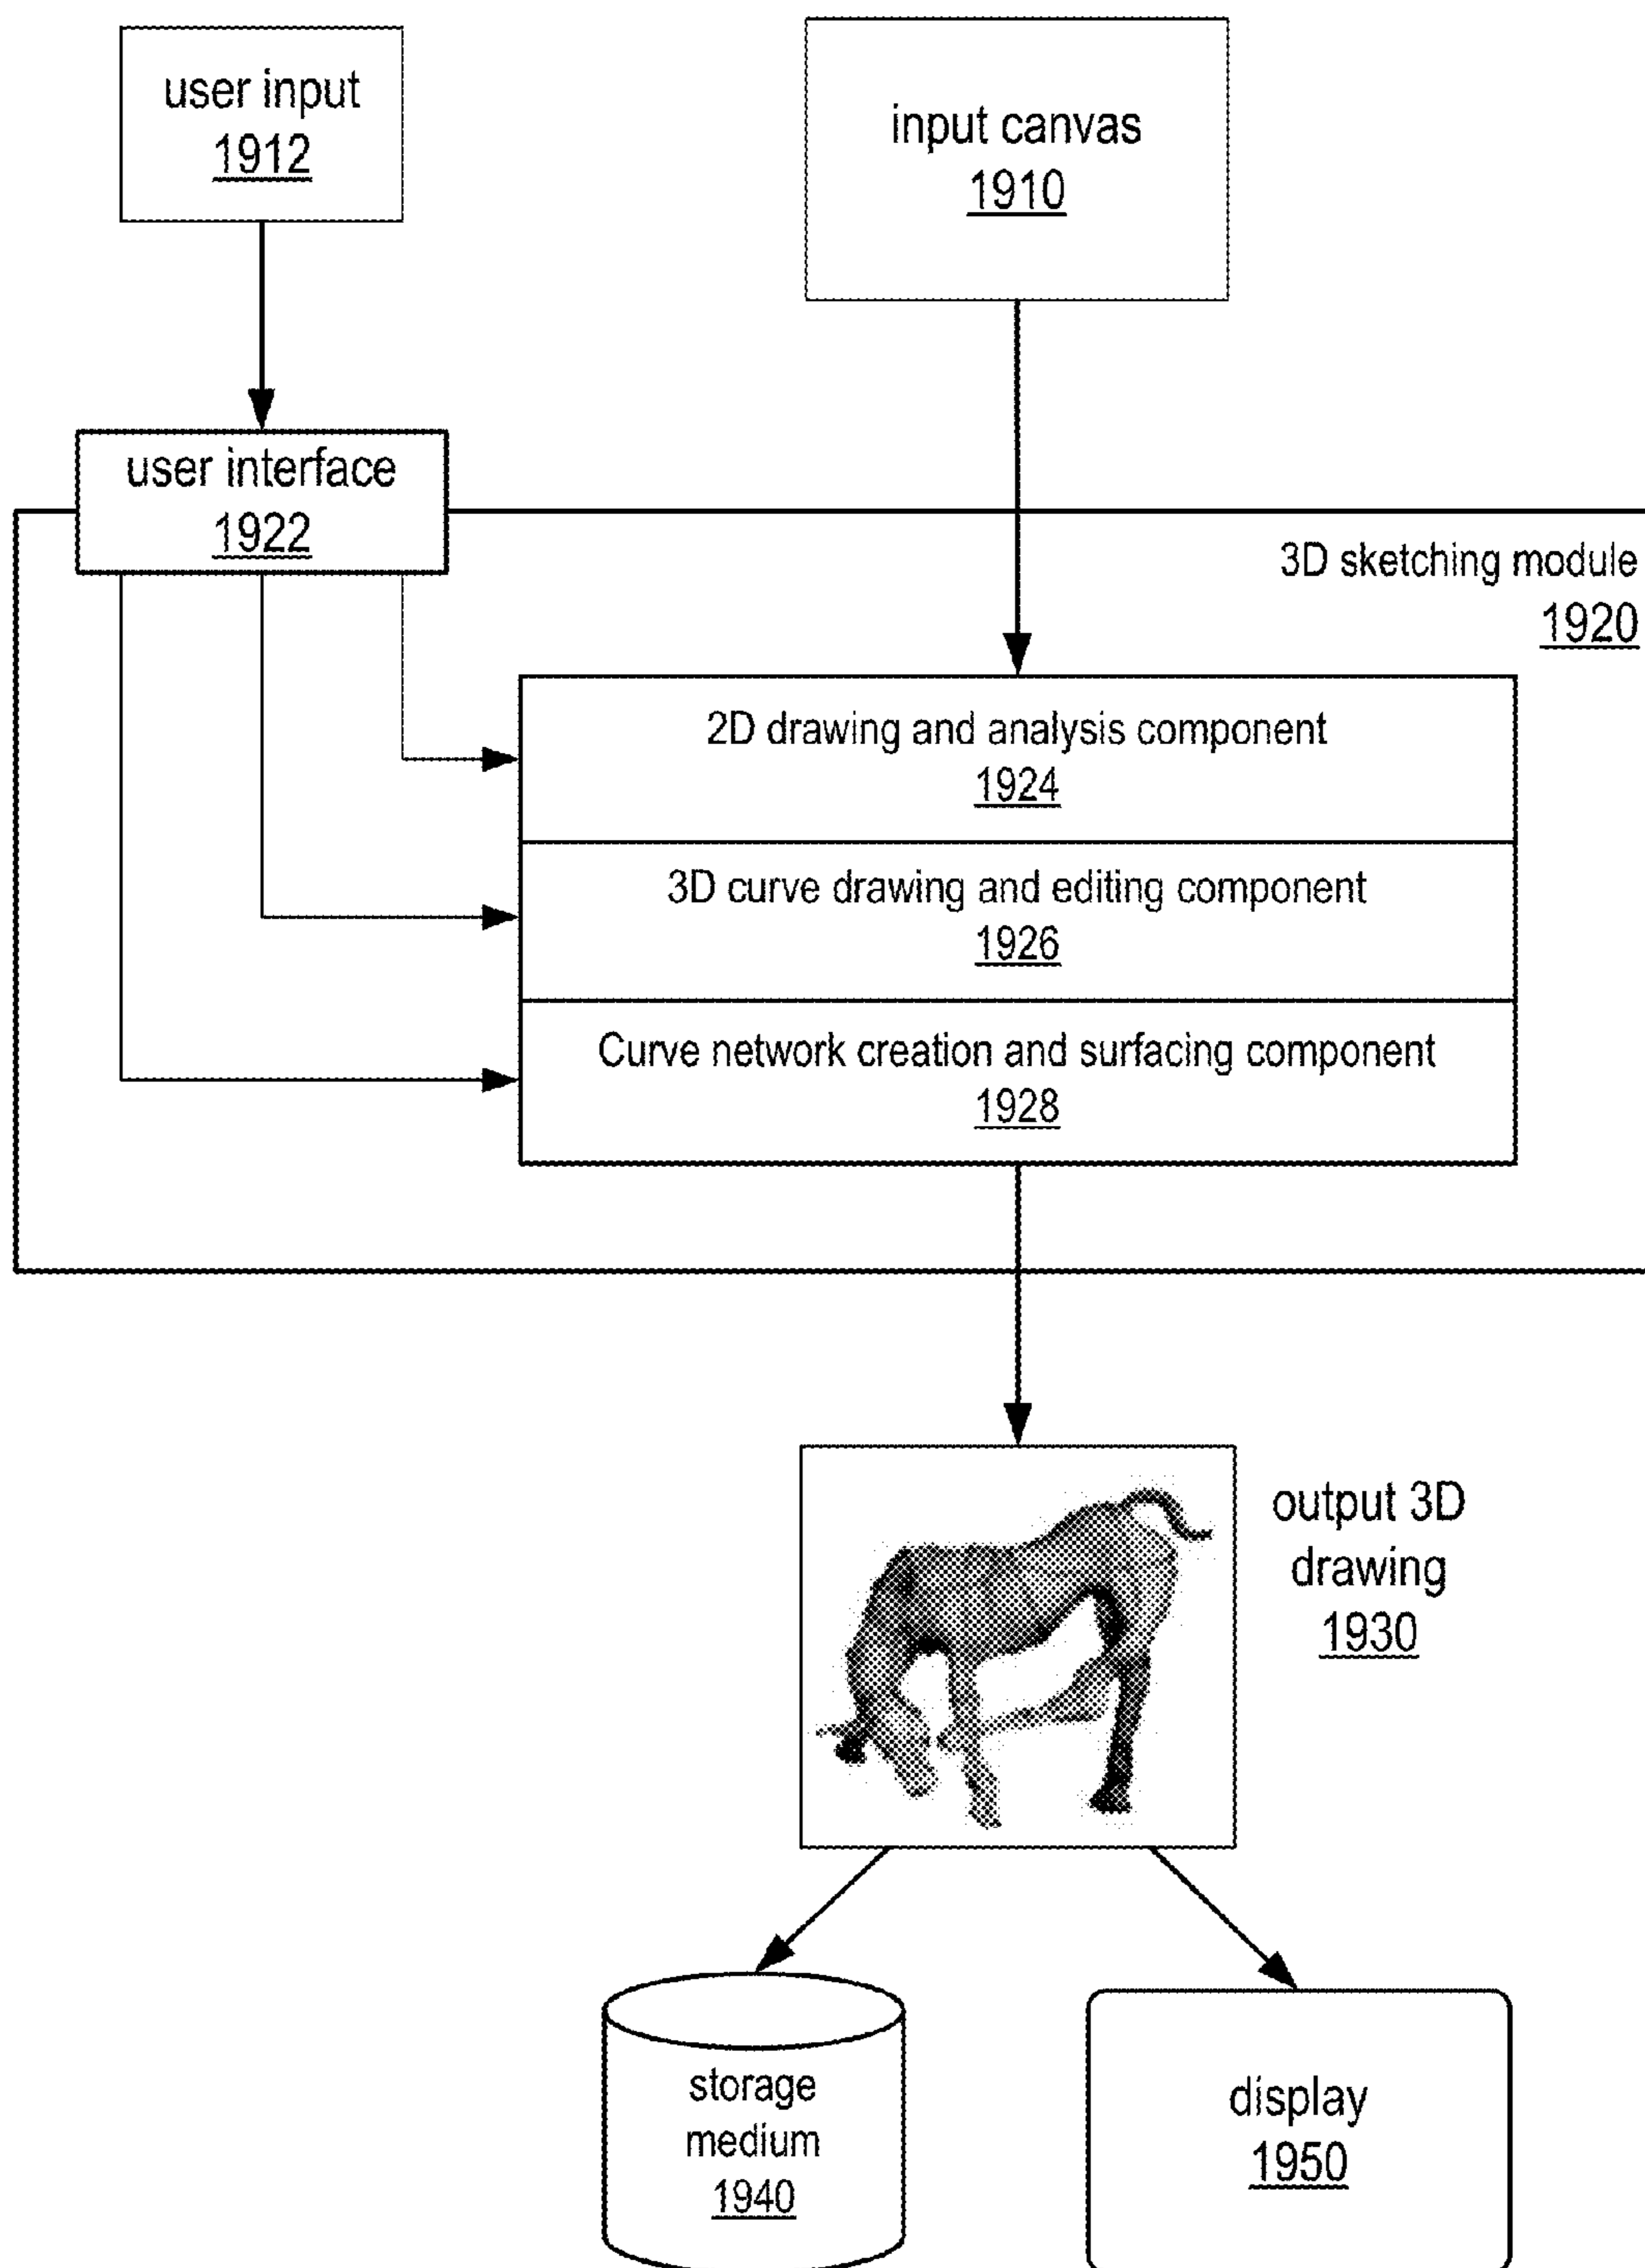 user input
1912
input canvas
1910
user interface
1922
3D sketching module
1920
2D drawing and analysis component
1924
3D curve drawing and editing component
1926
Curve network creation and surfacing component
1928
output 3D
drawing
1930
storage
medium
1940
display
1950